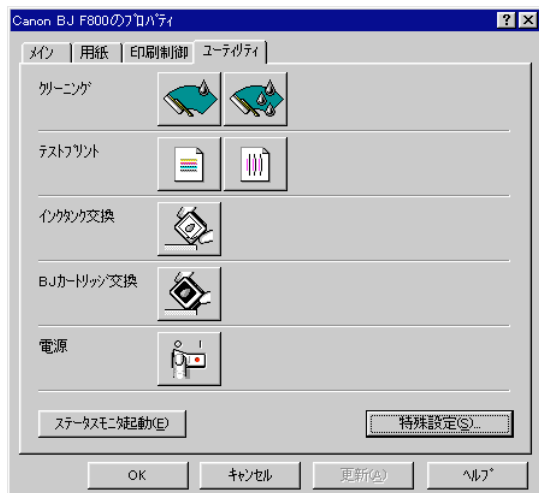 Canon BJ F800のﾌﾟﾛﾊﾟﾃｨ
ﾒｲﾝ 用紙 印刷制御 ﾕｰﾃｨﾘﾃｨ
ｸﾘｰﾆﾝｸﾞ
ﾃｽﾄﾌﾟﾘﾝﾄ
ｲﾝｸﾀﾝｸ交換
BJｶｰﾄﾘｯｼﾞ交換
電源
ｽﾃｰﾀｽﾓﾆﾀ起動(E) 特殊設定(S)...
OK ｷｬﾝｾﾙ 更新(A) ﾍﾙﾌﾟ